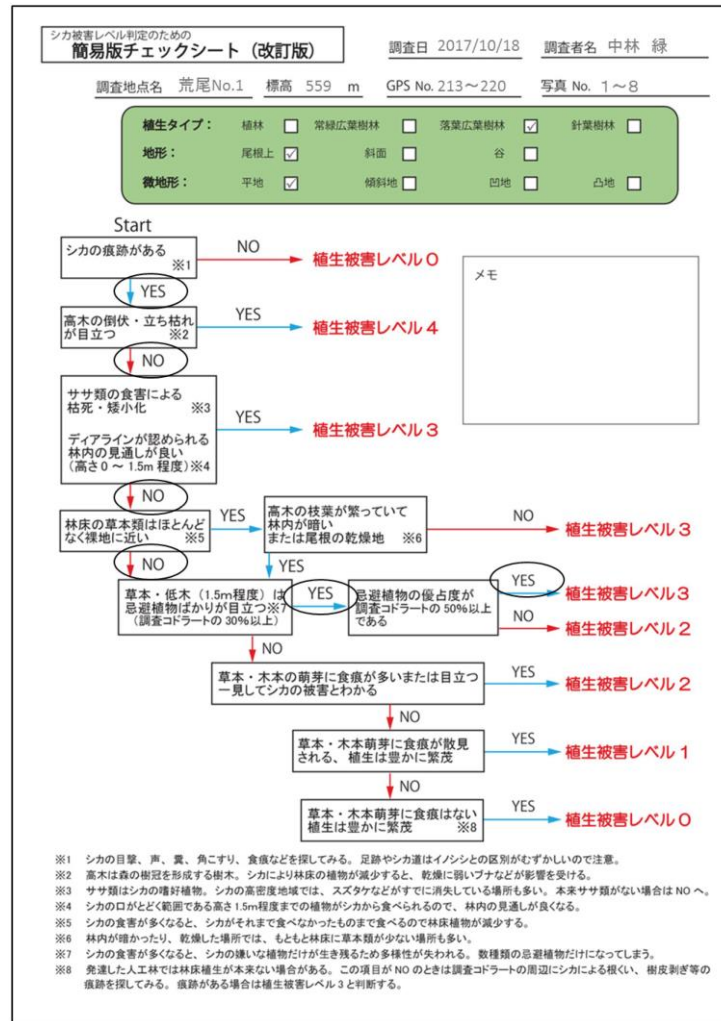 シカ被害レベル判定のための
簡易版チェックシート（改訂版）
調査日 2017/10/18 調査者名 中林 緑
調査地点名 荒尾No.1 標高 559 m GPS No. 213～220 写真 No. 1～8
植生タイプ： 植林 □ 常緑広葉樹林 □ 落葉広葉樹林 ☑ 針葉樹林 □
地形： 尾根上 ☑ 斜面 □ 谷 □
微地形： 平地 ☑ 傾斜地 □ 凹地 □ 凸地 □
Start
シカの痕跡がある
※1
NO
植生被害レベル 0
メモ
YES
高木の倒伏・立ち枯れ
が目立つ ※2
YES
植生被害レベル 4
NO
ササ類の食害による
枯死・矮小化 ※3
ディアラインが認められる
林内の見通しが良い
（高さ0 ～ 1.5m 程度）※4
YES
植生被害レベル 3
NO
林床の草本類はほとんど
なく裸地に近い ※5
YES
高木の枝葉が繁っていて
林内が暗い
または尾根の乾燥地 ※6
NO
植生被害レベル 3
NO
YES
草本・低木（1.5m程度）は
忌避植物ばかりが目立つ※7
（調査コドラートの 30％以上）
YES
忌避植物の優占度が
調査コドラートの 50％以上
である
YES
植生被害レベル 3
NO
植生被害レベル 2
NO
草本・木本の萌芽に食痕が多いまたは目立つ
一見してシカの被害とわかる
YES
植生被害レベル 2
NO
草本・木本萌芽に食痕が散見
される、植生は豊かに繁茂
YES
植生被害レベル 1
NO
草本・木本萌芽に食痕はない
植生は豊かに繁茂 ※8
YES
植生被害レベル 0
※1 シカの目撃、声、糞、角こすり、食痕などを探してみる。足跡やシカ道はイノシシとの区別がむずかしいので注意。
※2 高木は森の樹冠を形成する樹木。シカにより林床の植物が減少すると、乾燥に弱いブナなどが影響を受ける。
※3 ササ類はシカの嗜好植物。シカの高密度地域では、スズタケなどがすでに消失している場所も多い。本来ササ類がない場合は NO へ。
※4 シカの口がとどく範囲である高さ 1.5m程度までの植物がシカから食べられるので、林内の見通しが良くなる。
※5 シカの食害が多くなると、シカがそれまで食べなかったものまで食べるので林床植物が減少する。
※6 林内が暗かったり、乾燥した場所では、もともと林床に草本類が少ない場所も多い。
※7 シカの食害が多くなると、シカの嫌いな植物だけが生き残るため多様性が失われる。数種類の忌避植物だけになってしまう。
※8 発達した人工林では林床植生が本来ない場合がある。この項目が NO のときは調査コドラートの周辺にシカによる根くい、樹皮剥ぎ等の
痕跡を探してみる。痕跡がある場合は植生被害レベル 3 と判断する。